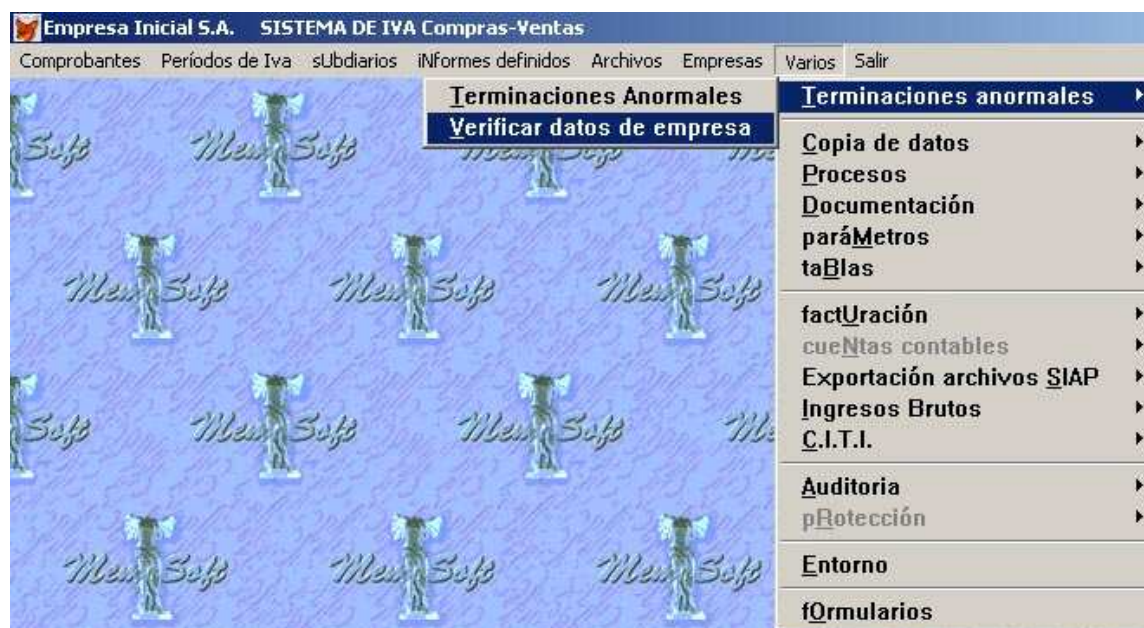 Empresa Inicial S.A. SISTEMA DE IVA Compras-Ventas
Comprobantes Períodos de Iva sUbdiarios iNformes definidos Archivos Empresas Varios Salir
Terminaciones Anormales
Verificar datos de empresa
Terminaciones anormales
Copia de datos
Procesos
Documentación
paráMetros
taBlas
factUración
cueNtas contables
Exportación archivos SIAP
Ingresos Brutos
C.I.T.I.
Auditoria
pRotección
Entorno
fOrmularios